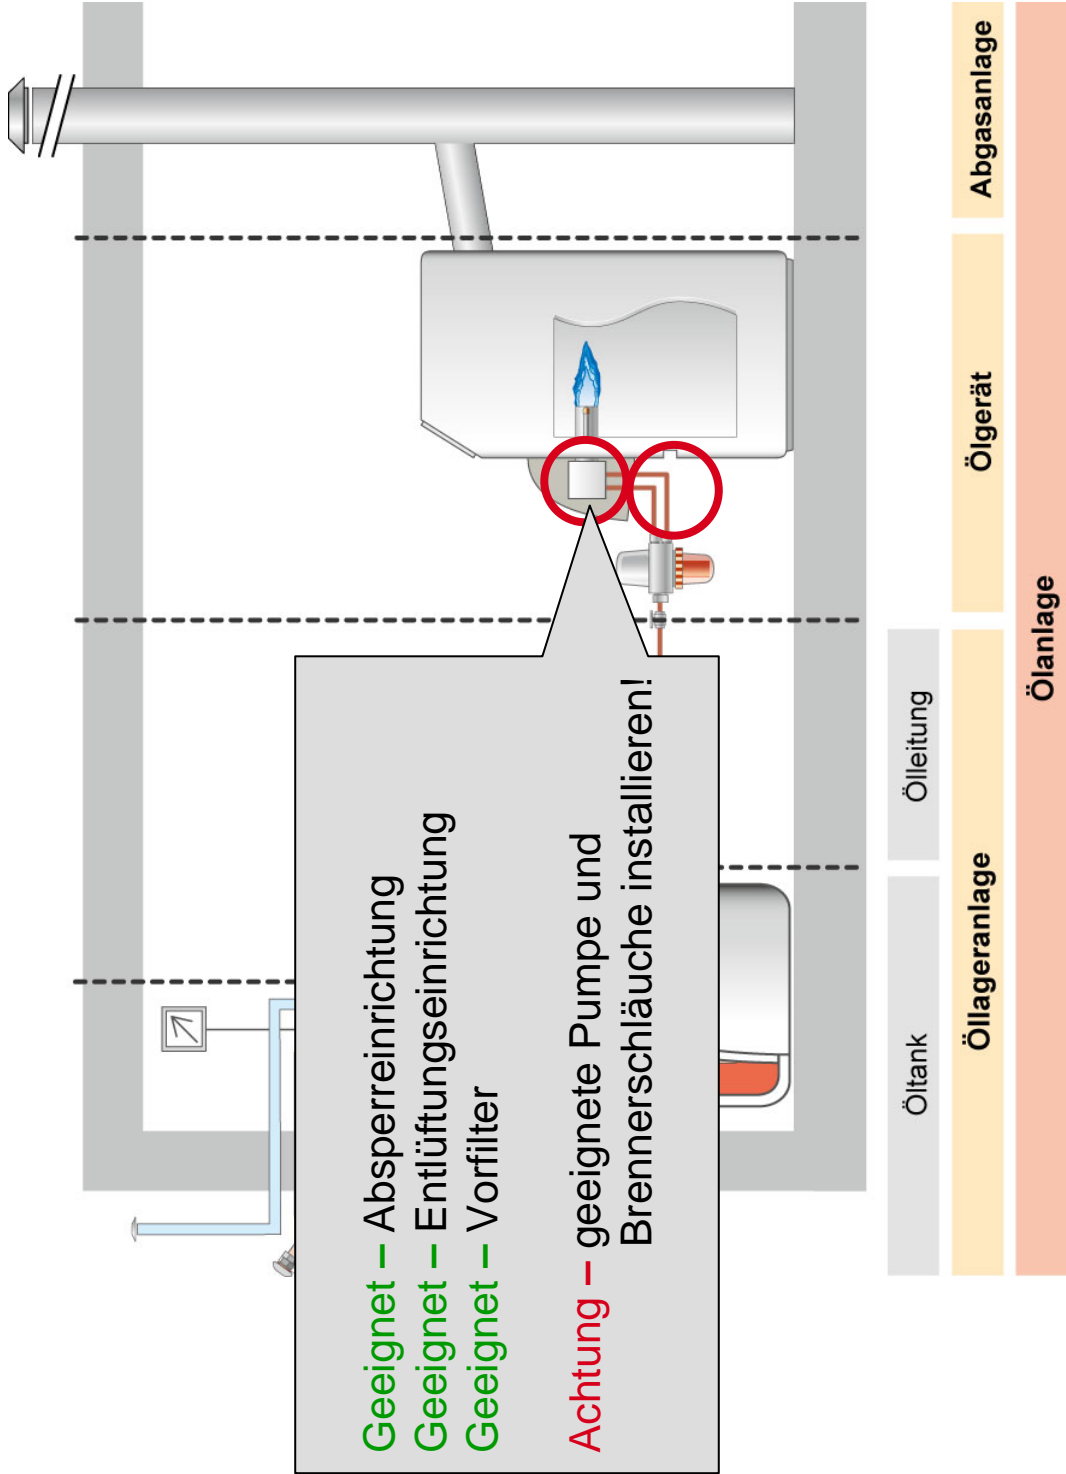 Geeignet – Absperreinrichtung
Geeignet – Entlüftungseinrichtung
Geeignet – Vorfilter
Achtung – geeignete Pumpe und
Brennerschläuche installieren!
Öltank
Ölleitung
Öllageranlage
Ölgerät
Abgasanlage
Ölanlage